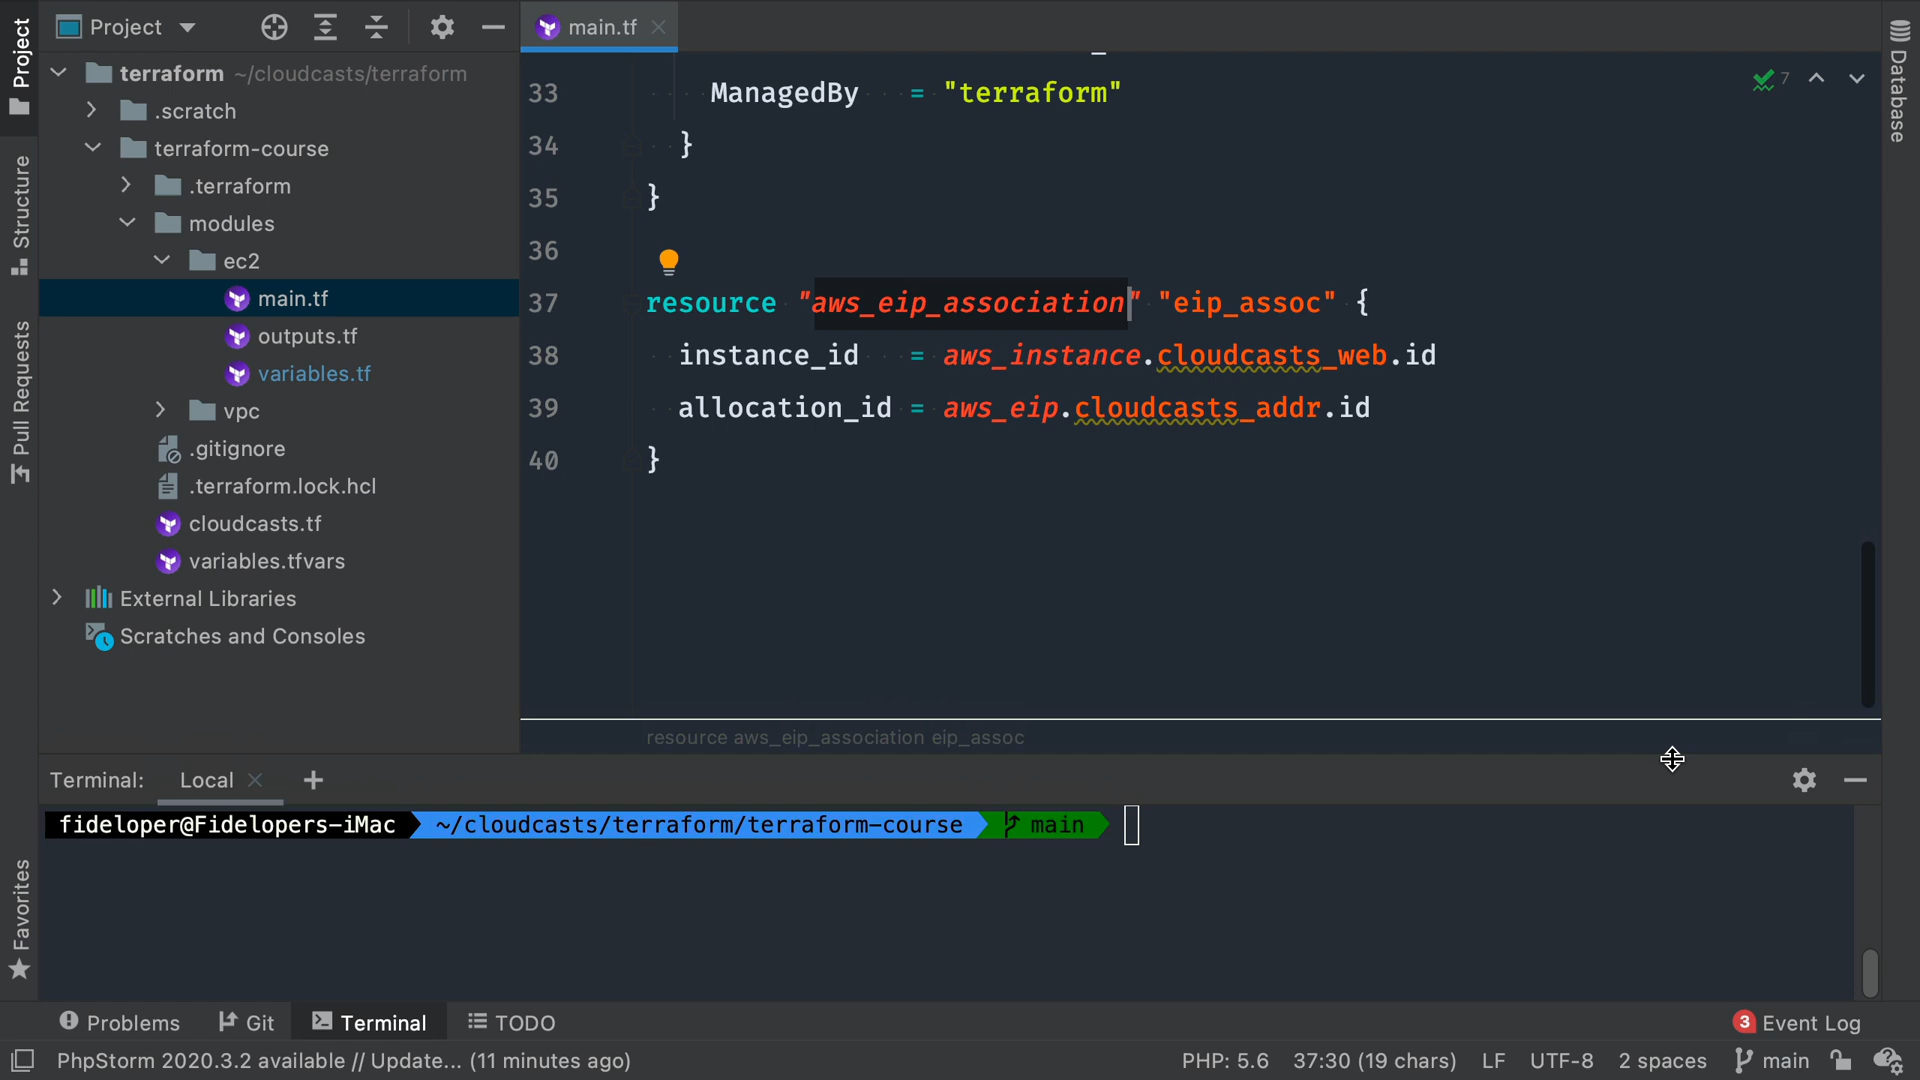 Project
Structure
Pull Requests
Favorites
Project
terraform ~/cloudcasts/terraform
.scratch
terraform-course
.terraform
modules
ec2
main.tf
outputs.tf
variables.tf
vpc
.gitignore
.terraform.lock.hcl
cloudcasts.tf
variables.tfvars
External Libraries
Scratches and Consoles
main.tf
7
33 ManagedBy = "terraform"
34 }
35 }
36
37 resource "aws_eip_association" "eip_assoc" {
38 instance_id = aws_instance.cloudcasts_web.id
39 allocation_id = aws_eip.cloudcasts_addr.id
40 }
resource aws_eip_association eip_assoc
Database
Terminal: Local
fideloper@Fidelopers-iMac ~/cloudcasts/terraform/terraform-course main
Problems Git Terminal TODO 3 Event Log
PhpStorm 2020.3.2 available // Update... (11 minutes ago) PHP: 5.6 37:30 (19 chars) LF UTF-8 2 spaces main